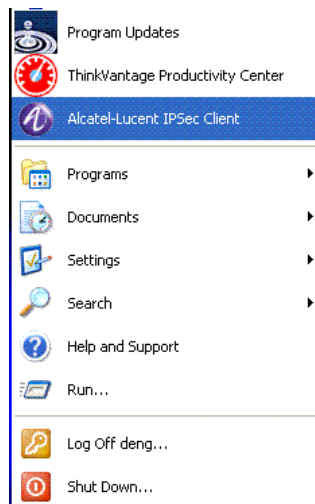 Program Updates
ThinkVantage Productivity Center
Alcatel-Lucent IPSec Client
Programs
Documents
Settings
Search
Help and Support
Run...
Log Off deng...
Shut Down...